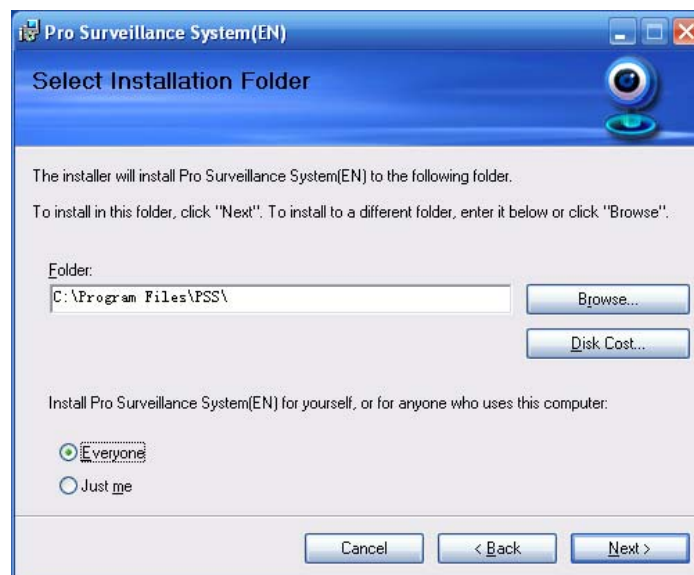 Pro Surveillance System(EN)
Select Installation Folder
The installer will install Pro Surveillance System(EN) to the following folder.
To install in this folder, click "Next". To install to a different folder, enter it below or click "Browse".
Folder:
C:\Program Files\PSS\
Browse...
Disk Cost...
Install Pro Surveillance System(EN) for yourself, or for anyone who uses this computer:
Everyone
Just me
Cancel < Back Next >